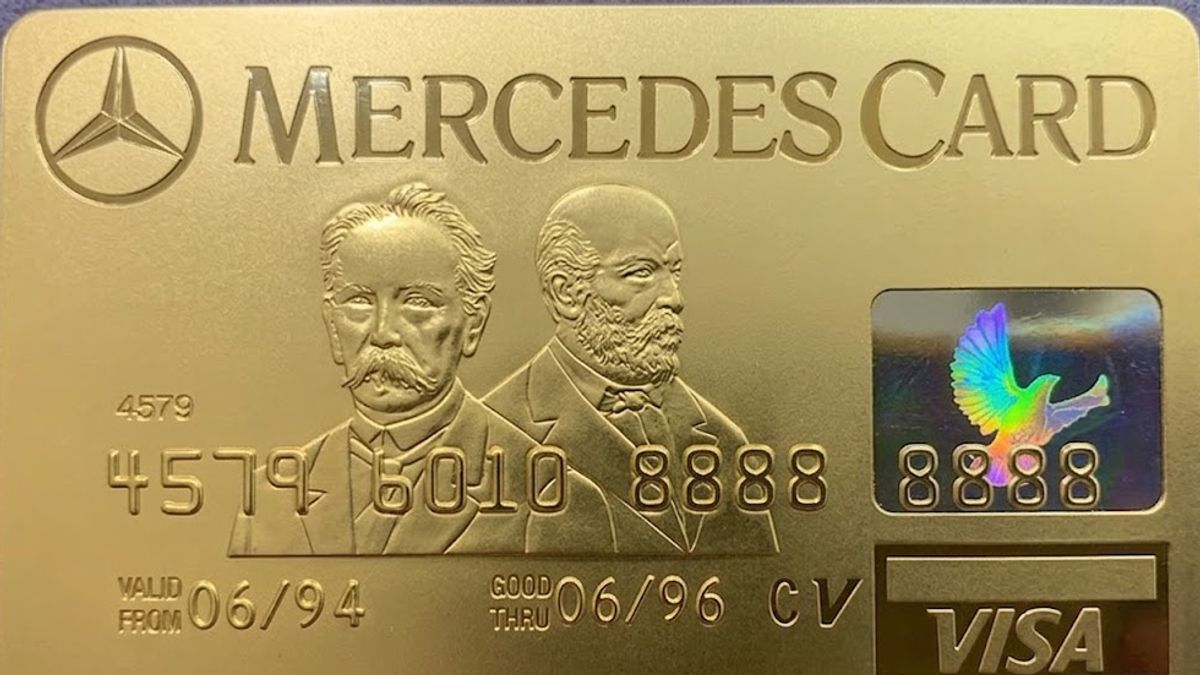 MERCEDES CARD
4579
4579 6010 8888 8888
VALID FROM 06/94 GOOD THRU 06/96 CV
VISA